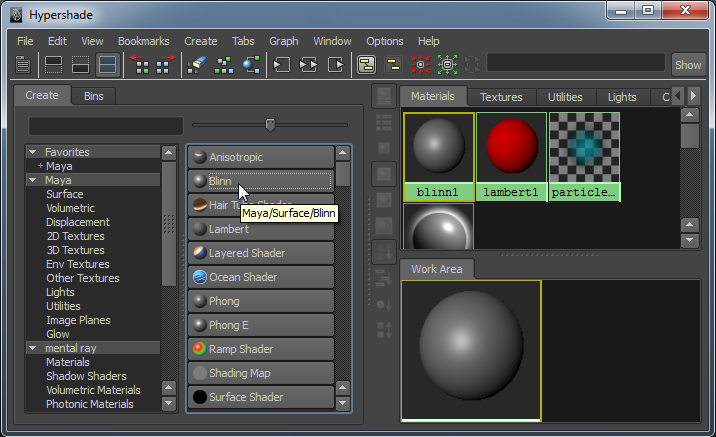 Hypershade
File Edit View Bookmarks Create Tabs Graph Window Options Help
Show
Create Bins
Favorites
+ Maya
Maya
Surface
Volumetric
Displacement
2D Textures
3D Textures
Env Textures
Other Textures
Lights
Utilities
Image Planes
Glow
mental ray
Materials
Shadow Shaders
Volumetric Materials
Photonic Materials
Anisotropic
Blinn
Hair Tube Shader
Maya/Surface/Blinn
Lambert
Layered Shader
Ocean Shader
Phong
Phong E
Ramp Shader
Shading Map
Surface Shader
Materials Textures Utilities Lights C
blinn1 lambert1 particle...
Work Area